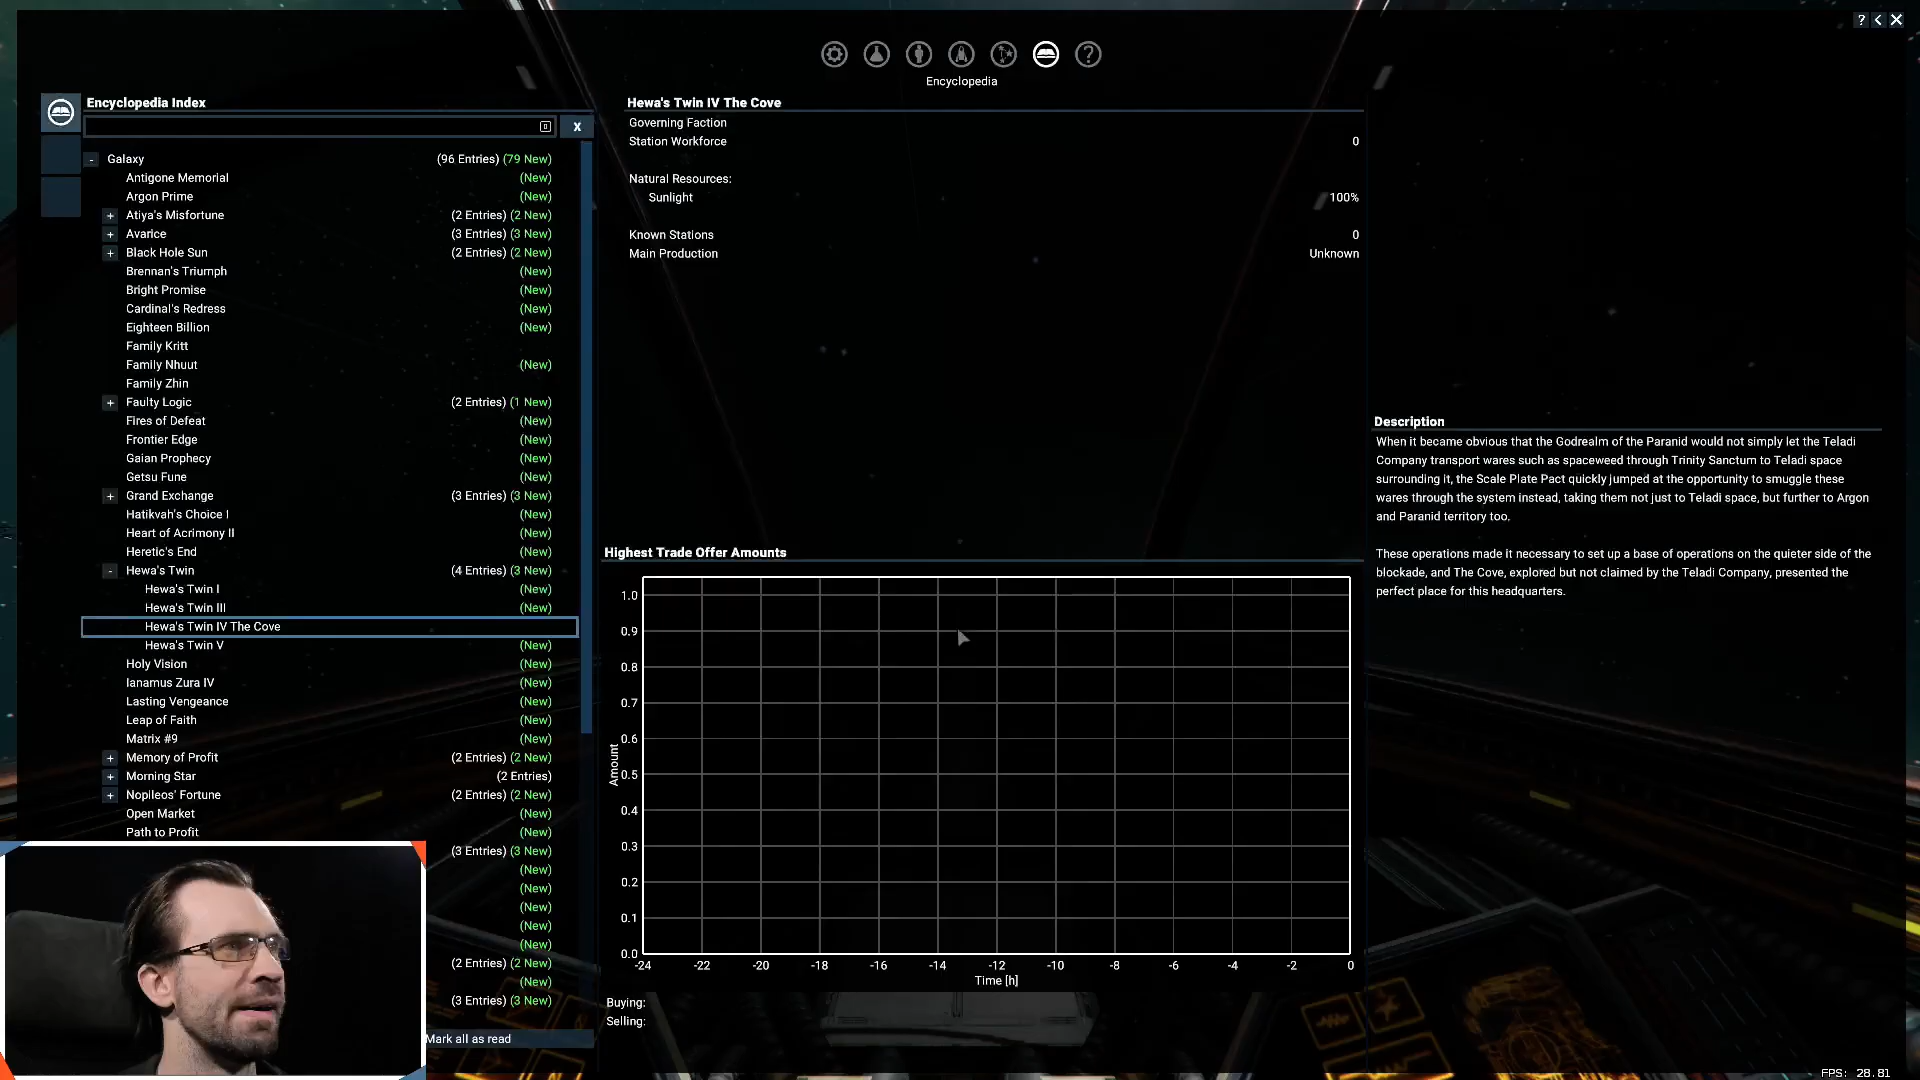 Encyclopedia
Encyclopedia Index
X
- Galaxy (96 Entries) (79 New)
Antigone Memorial (New)
Argon Prime (New)
+ Atiya's Misfortune (2 Entries) (2 New)
+ Avarice (3 Entries) (3 New)
+ Black Hole Sun (2 Entries) (2 New)
Brennan's Triumph (New)
Bright Promise (New)
Cardinal's Redress (New)
Eighteen Billion (New)
Family Kritt
Family Nhuut (New)
Family Zhin
+ Faulty Logic (2 Entries) (1 New)
Fires of Defeat (New)
Frontier Edge (New)
Gaian Prophecy (New)
Getsu Fune (New)
+ Grand Exchange (3 Entries) (3 New)
Hatikvah's Choice I (New)
Heart of Acrimony II (New)
Heretic's End (New)
- Hewa's Twin (4 Entries) (3 New)
Hewa's Twin I (New)
Hewa's Twin III (New)
Hewa's Twin IV The Cove
Hewa's Twin V (New)
Holy Vision (New)
Ianamus Zura IV (New)
Lasting Vengeance (New)
Leap of Faith (New)
Matrix #9 (New)
+ Memory of Profit (2 Entries) (2 New)
+ Morning Star (2 Entries)
+ Nopileos' Fortune (2 Entries) (2 New)
Open Market (New)
Path to Profit (New)
(3 Entries) (3 New)
(New)
(New)
(New)
(New)
(New)
(2 Entries) (2 New)
(New)
(3 Entries) (3 New)
Mark all as read
Hewa's Twin IV The Cove
Governing Faction
Station Workforce 0
Natural Resources:
Sunlight 100%
Known Stations 0
Main Production Unknown
Highest Trade Offer Amounts
1.0
0.9
0.8
0.7
0.6
0.5
0.4
0.3
0.2
0.1
0.0
Amount
-24 -22 -20 -18 -16 -14 -12 -10 -8 -6 -4 -2 0
Time [h]
Buying:
Selling:
Description
When it became obvious that the Godrealm of the Paranid would not simply let the Teladi
Company transport wares such as spaceweed through Trinity Sanctum to Teladi space
surrounding it, the Scale Plate Pact quickly jumped at the opportunity to smuggle these
wares through the system instead, taking them not just to Teladi space, but further to Argon
and Paranid territory too.
These operations made it necessary to set up a base of operations on the quieter side of the
blockade, and The Cove, explored but not claimed by the Teladi Company, presented the
perfect place for this headquarters.
FPS: 28.81